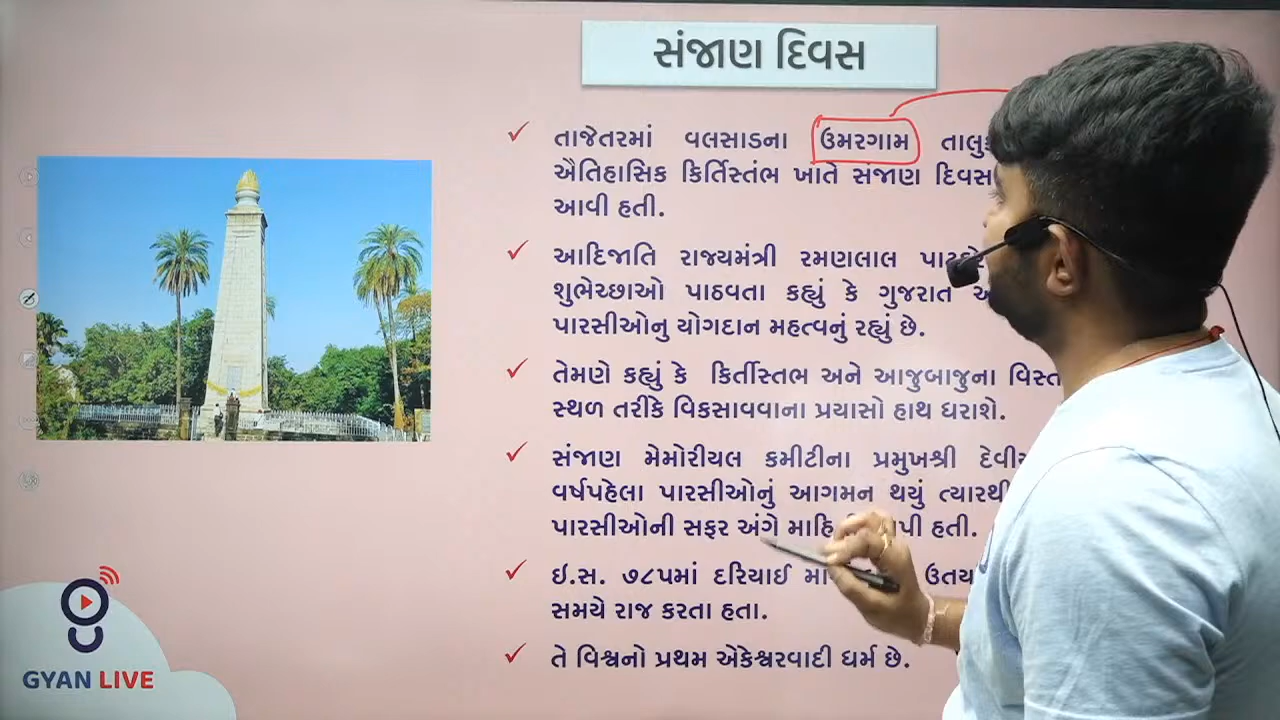 સંજાણ દિવસ
તાજેતરમાં વલસાડના ઉમરગામ
ઐતિહાસિક કિર્તિસ્તંભ ખાતે સંજાણ દિવસ
આવી હતી.
આદિજાતિ રાજ્યમંત્રી રમણલાલ
શુભેચ્છાઓ પાઠવતા કહ્યું કે ગુજરાત
પારસીઓનુ યોગદાન મહત્વનું રહ્યું છે.
તેમણે કહ્યું કે કિર્તીસ્તભ અને આજુબાજુના
સ્થળ તરીકે વિકસાવવાના પ્રયાસો હાથ ધરાશે.
સંજાણ મેમોરીયલ કમીટીના પ્રમુખશ્રી
વર્ષપહેલા પારસીઓનું આગમન થયું ત્યારથી
પારસીઓની સફર અંગે હતી.
ઇ.સ. ૭૮૫માં દરિયાઈ
સમયે રાજ કરતા હતા.
તે વિશ્વનો પ્રથમ એકેશ્વરવાદી ધર્મ છે.
GYAN LIVE